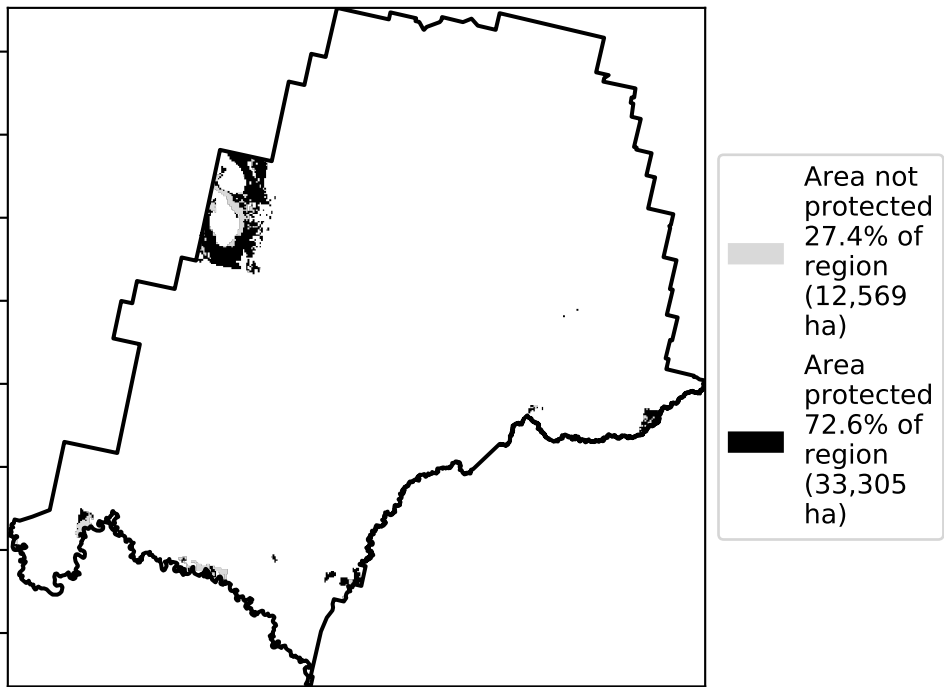 Area not
protected
27.4% of
region
(12,569
ha)
Area
protected
72.6% of
region
(33,305
ha)